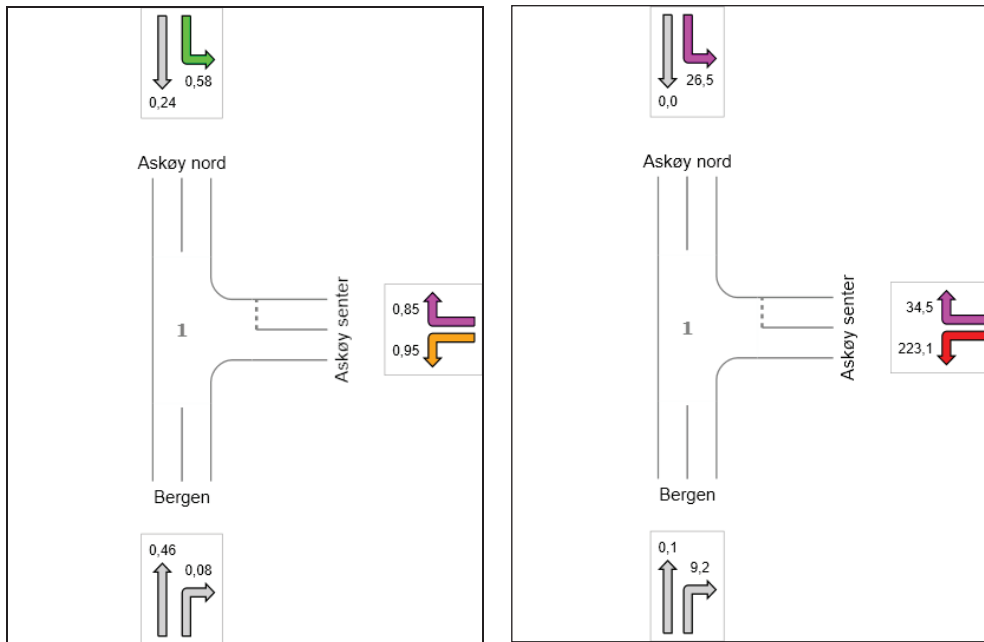 0,58
0,24
Askøy nord
0,85
Askøy senter
1
0,95
Bergen
0,46
0,08
26,5
0,0
Askøy nord
34,5
Askøy senter
1
223,1
Bergen
0,1
9,2